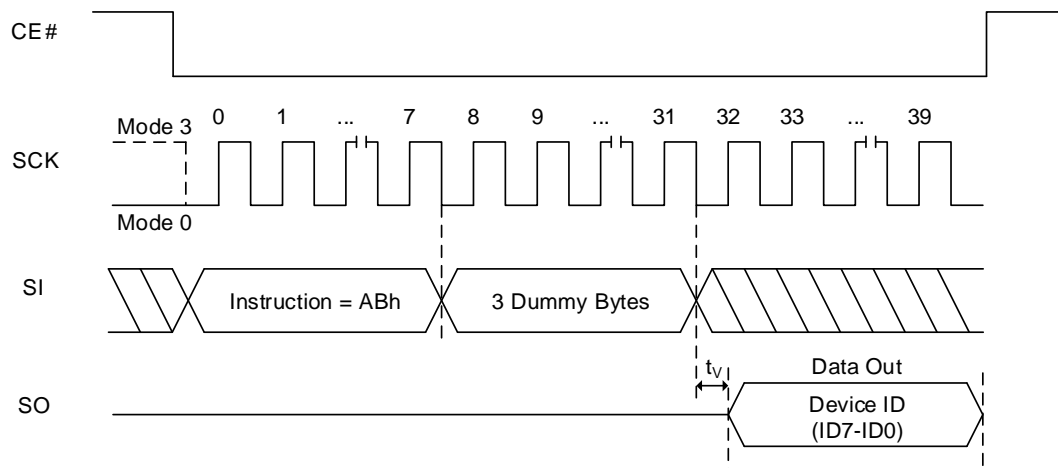 CE#
0 1 ... 7 8 9 ... 31 32 33 ... 39
Mode 3
SCK
Mode 0
SI
Instruction = ABh
3 Dummy Bytes
tV
Data Out
SO
Device ID
(ID7-ID0)